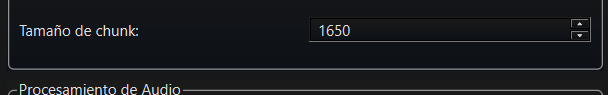 Tamaño de chunk:
1650
Procesamiento de Audio